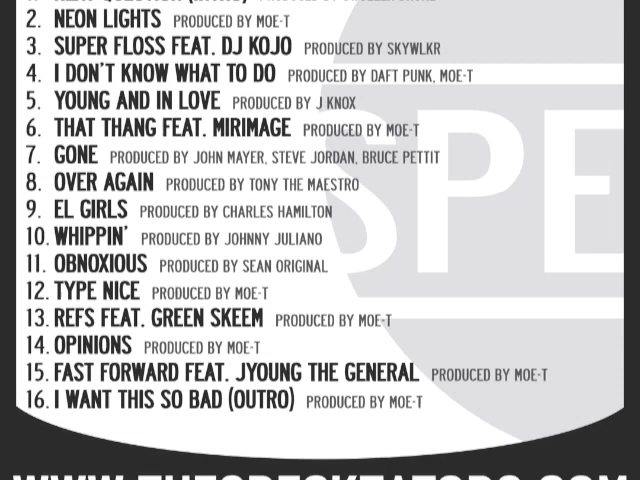 2. NEON LIGHTS PRODUCED BY MOE-T
3. SUPER FLOSS FEAT. DJ KOJO PRODUCED BY SKYWLKR
4. I DON'T KNOW WHAT TO DO PRODUCED BY DAFT PUNK, MOE-T
5. YOUNG AND IN LOVE PRODUCED BY J KNOX
6. THAT THANG FEAT. MIRIMAGE PRODUCED BY MOE-T
7. GONE PRODUCED BY JOHN MAYER, STEVE JORDAN, BRUCE PETTIT
8. OVER AGAIN PRODUCED BY TONY THE MAESTRO
9. EL GIRLS PRODUCED BY CHARLES HAMILTON
10. WHIPPIN' PRODUCED BY JOHNNY JULIANO
11. OBNOXIOUS PRODUCED BY SEAN ORIGINAL
12. TYPE NICE PRODUCED BY MOE-T
13. REFS FEAT. GREEN SKEEM PRODUCED BY MOE-T
14. OPINIONS PRODUCED BY MOE-T
15. FAST FORWARD FEAT. JYOUNG THE GENERAL PRODUCED BY MOE-T
16. I WANT THIS SO BAD (OUTRO) PRODUCED BY MOE-T
SPE